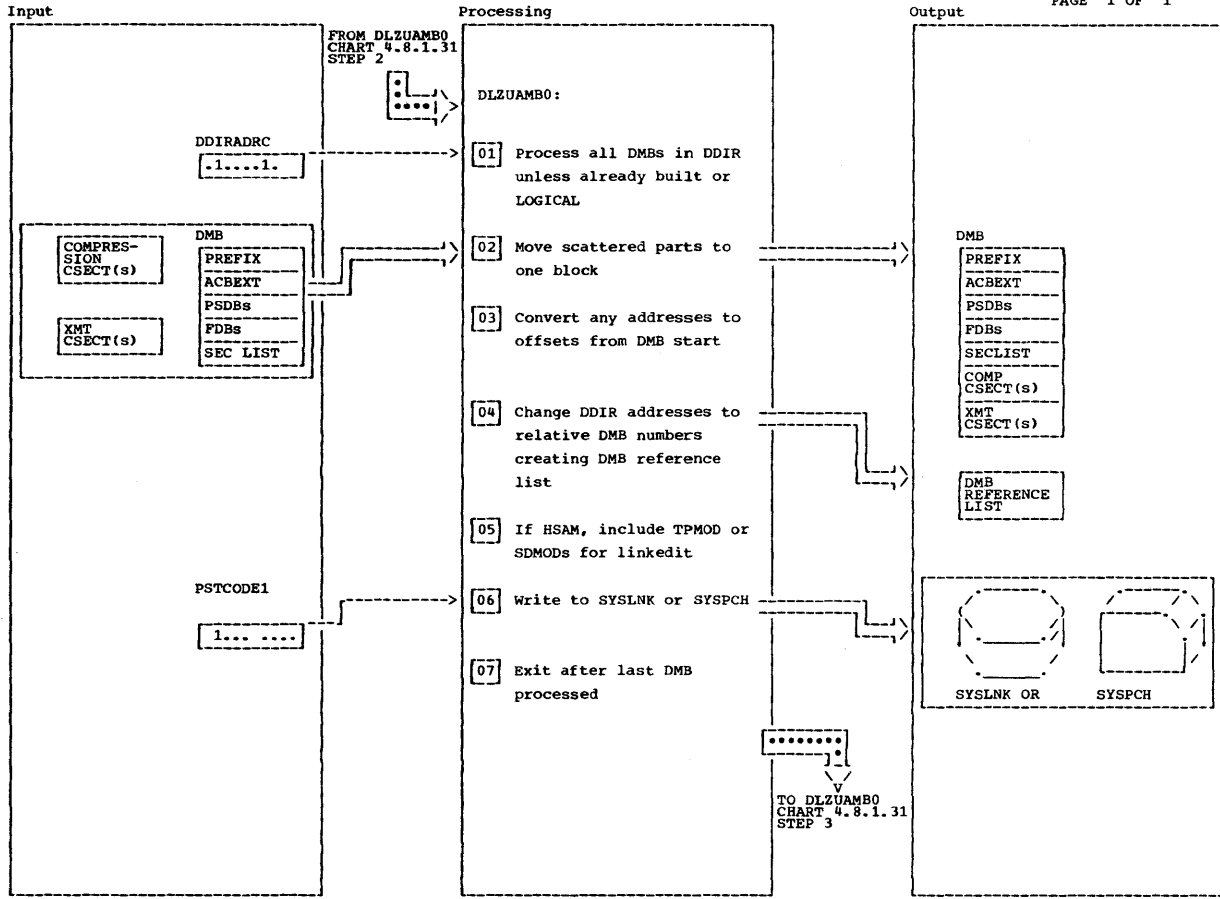 PAGE 1 OF 1
Input
Processing
Output
FROM DLZUAMB0
CHART 4.8.1.31
STEP 2
DLZUAMB0:
DDIRADRC
.1....1.
01 Process all DMBs in DDIR
unless already built or
LOGICAL
COMPRES-
SION
CSECT(s)
XMT
CSECT(s)
DMB
PREFIX
ACBEXT
PSDBs
FDBs
SEC LIST
02 Move scattered parts to
one block
03 Convert any addresses to
offsets from DMB start
04 Change DDIR addresses to
relative DMB numbers
creating DMB reference
list
05 If HSAM, include TPMOD or
SDMODs for linkedit
PSTCODE1
1... ....
06 Write to SYSLNK or SYSPCH
07 Exit after last DMB
processed
TO DLZUAMB0
CHART 4.8.1.31
STEP 3
DMB
PREFIX
ACBEXT
PSDBs
FDBs
SECLIST
COMP
CSECT(s)
XMT
CSECT(s)
DMB
REFERENCE
LIST
SYSLNK OR SYSPCH